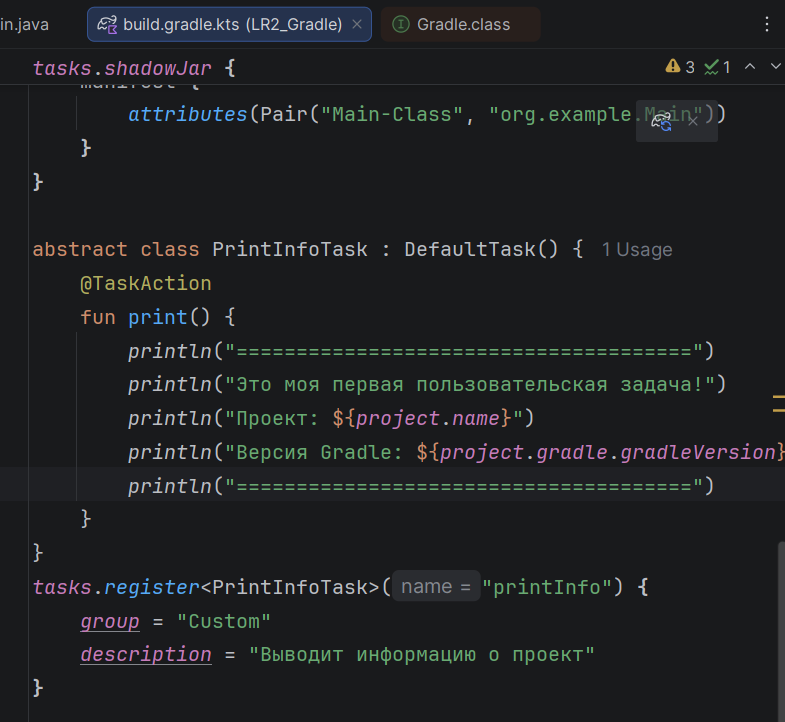 in.java build.gradle.kts (LR2_Gradle) Gradle.class
tasks.shadowJar { 3 1
manifest {
attributes(Pair("Main-Class", "org.example.Main"))
}
}
abstract class PrintInfoTask : DefaultTask() { 1 Usage
@TaskAction
fun print() {
println("======================================")
println("Это моя первая пользовательская задача!")
println("Проект: ${project.name}")
println("Версия Gradle: ${project.gradle.gradleVersion}
println("======================================")
}
}
tasks.register<PrintInfoTask>( name = "printInfo") {
group = "Custom"
description = "Выводит информацию о проект"
}